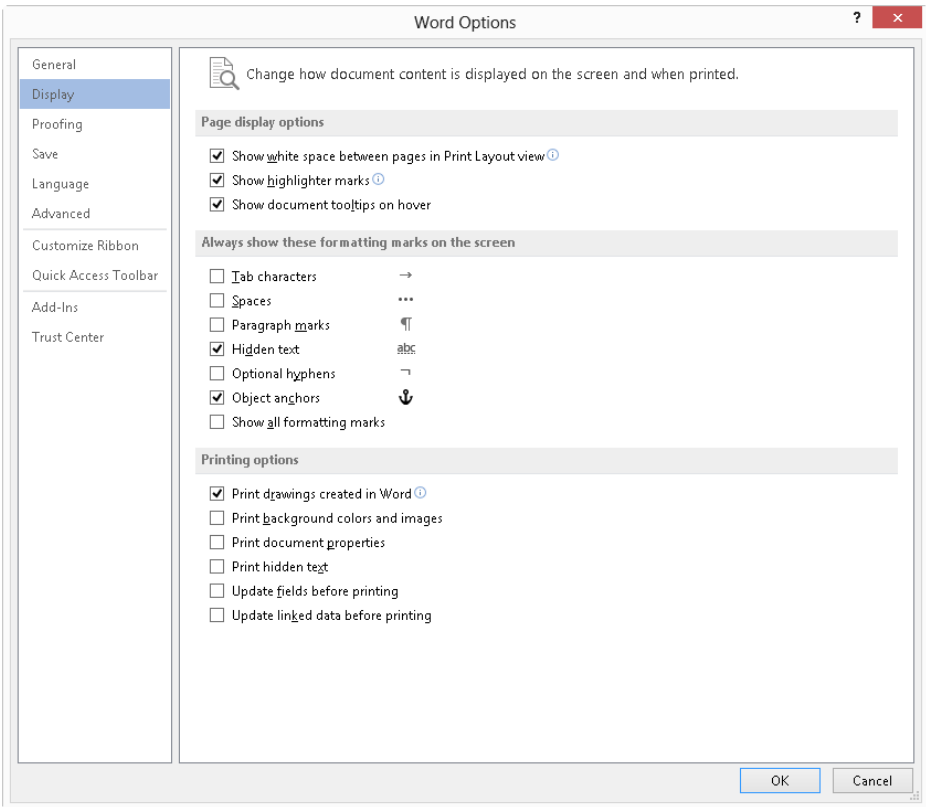 Word Options
?
General
Display
Proofing
Save
Language
Advanced
Customize Ribbon
Quick Access Toolbar
Add-Ins
Trust Center
Change how document content is displayed on the screen and when printed.
Page display options
Show white space between pages in Print Layout view
Show highlighter marks
Show document tooltips on hover
Always show these formatting marks on the screen
Tab characters →
Spaces •••
Paragraph marks ¶
Hidden text abc
Optional hyphens ¬
Object anchors
Show all formatting marks
Printing options
Print drawings created in Word
Print background colors and images
Print document properties
Print hidden text
Update fields before printing
Update linked data before printing
OK Cancel